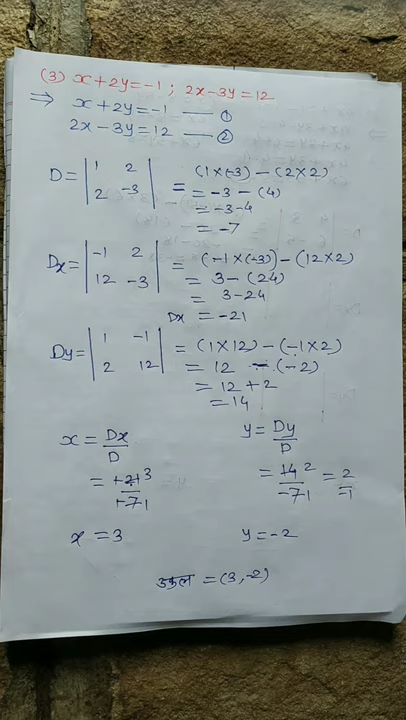 (3) x+2y=-1 ; 2x-3y=12
⇒ x+2y=-1 —— ①
2x-3y=12 —— ②
D = | 1 2 | = (1×-3) - (2×2)
| 2 -3 | = -3 - (4)
= -3-4
= -7
Dx = | -1 2 | = (-1×(-3)) - (12×2)
| 12 -3 | = 3 - (24)
= 3-24
Dx = -21
Dy = | 1 -1 | = (1×12) - (-1×2)
| 2 12 | = 12 - (-2)
= 12 + 2
= 14
x = Dx/D
= -21 3/-7 1
x = 3
y = Dy/D
= 14 2/-7 1 = 2/-1
y = -2
उकल = (3, -2)